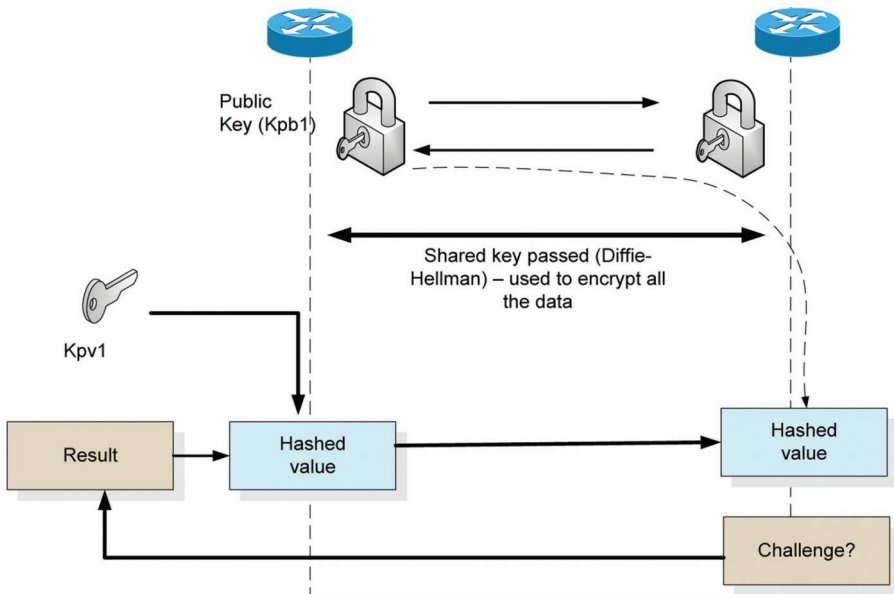 Public
Key (Kpb1)
Shared key passed (Diffie-
Hellman) – used to encrypt all
the data
Kpv1
Result
Hashed
value
Hashed
value
Challenge?